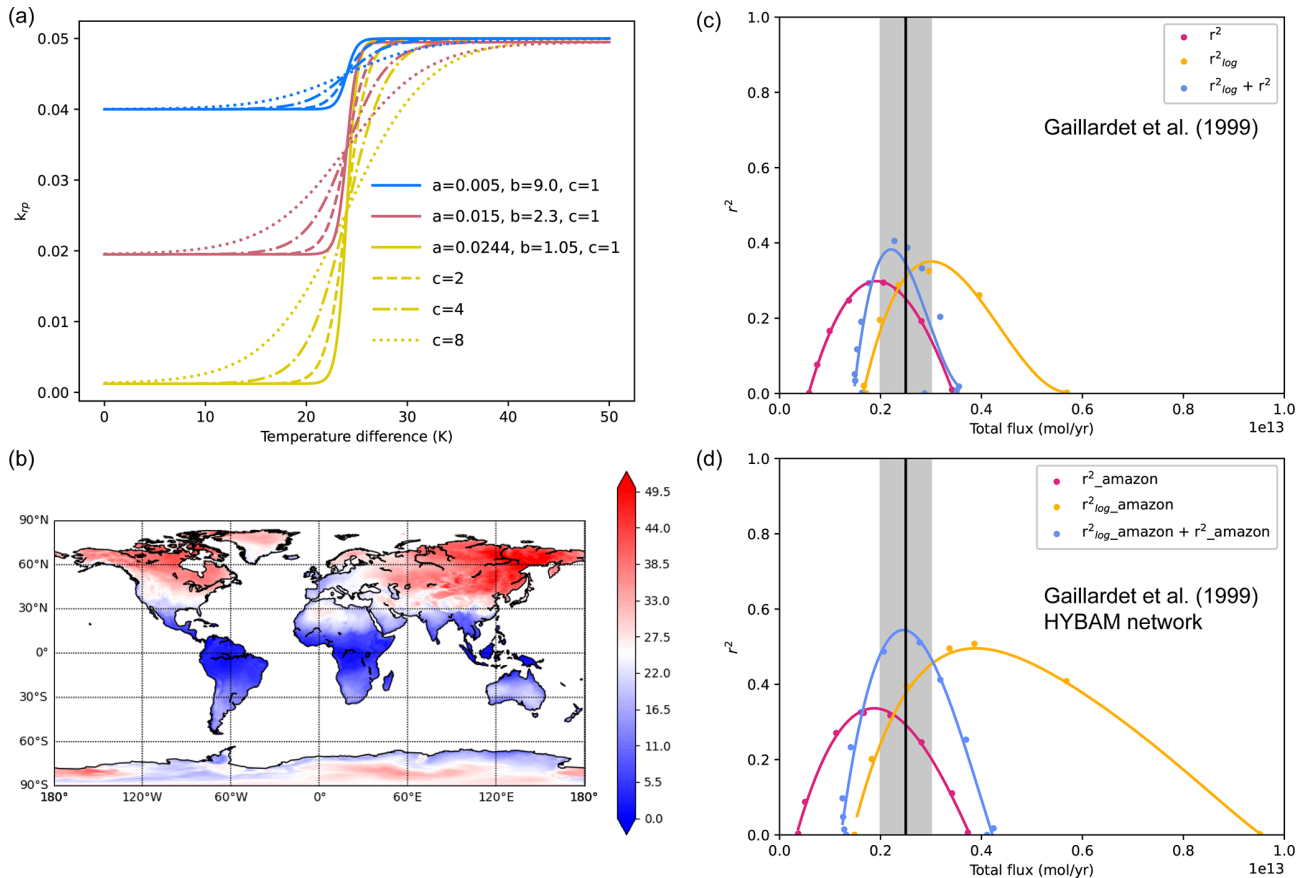 (a)
0.05
0.04
0.03
0.02
0.01
0.00
k_rp
a=0.005, b=9.0, c=1
a=0.015, b=2.3, c=1
a=0.0244, b=1.05, c=1
c=2
c=4
c=8
0
10
20
30
40
50
Temperature difference (K)
(b)
90°N
60°N
30°N
0°
30°S
60°S
90°S
180°
120°W
60°W
0°
60°E
120°E
180°
49.5
44.0
38.5
33.0
27.5
22.0
16.5
11.0
5.5
0.0
(c)
1.0
0.8
0.6
0.4
0.2
0.0
r²
r²
r²log
r²log + r²
Gaillardet et al. (1999)
0.0
0.2
0.4
0.6
0.8
1.0
Total flux (mol/yr)
1e13
(d)
1.0
0.8
0.6
0.4
0.2
0.0
r²
r²_amazon
r²log_amazon
r²log_amazon + r²_amazon
Gaillardet et al. (1999)
HYBAM network
0.0
0.2
0.4
0.6
0.8
1.0
Total flux (mol/yr)
1e13